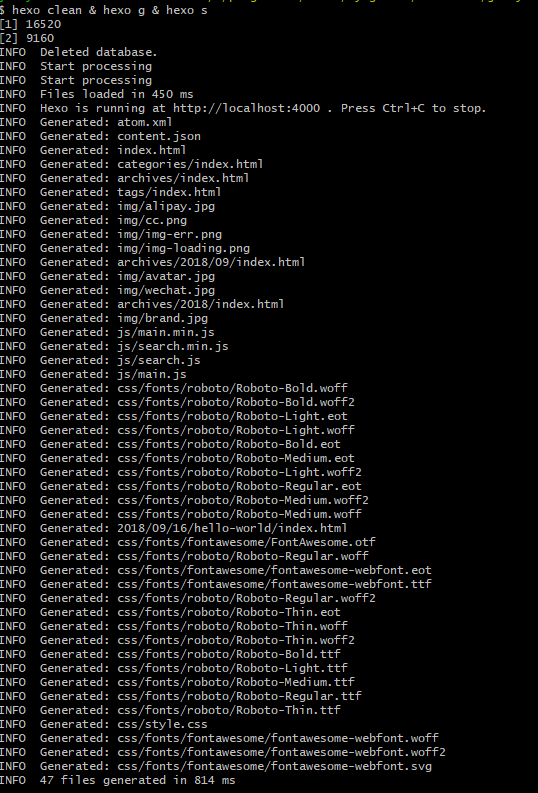 $ hexo clean & hexo g & hexo s
[1] 16520
[2] 9160
INFO  Deleted database.
INFO  Start processing
INFO  Start processing
INFO  Files loaded in 450 ms
INFO  Hexo is running at http://localhost:4000 . Press Ctrl+C to stop.
INFO  Generated: atom.xml
INFO  Generated: content.json
INFO  Generated: index.html
INFO  Generated: categories/index.html
INFO  Generated: archives/index.html
INFO  Generated: tags/index.html
INFO  Generated: img/alipay.jpg
INFO  Generated: img/cc.png
INFO  Generated: img/img-err.png
INFO  Generated: img/img-loading.png
INFO  Generated: archives/2018/09/index.html
INFO  Generated: img/avatar.jpg
INFO  Generated: img/wechat.jpg
INFO  Generated: archives/2018/index.html
INFO  Generated: img/brand.jpg
INFO  Generated: js/main.min.js
INFO  Generated: js/search.min.js
INFO  Generated: js/search.js
INFO  Generated: js/main.js
INFO  Generated: css/fonts/roboto/Roboto-Bold.woff
INFO  Generated: css/fonts/roboto/Roboto-Bold.woff2
INFO  Generated: css/fonts/roboto/Roboto-Light.eot
INFO  Generated: css/fonts/roboto/Roboto-Light.woff
INFO  Generated: css/fonts/roboto/Roboto-Bold.eot
INFO  Generated: css/fonts/roboto/Roboto-Medium.eot
INFO  Generated: css/fonts/roboto/Roboto-Light.woff2
INFO  Generated: css/fonts/roboto/Roboto-Regular.eot
INFO  Generated: css/fonts/roboto/Roboto-Medium.woff2
INFO  Generated: css/fonts/roboto/Roboto-Medium.woff
INFO  Generated: 2018/09/16/hello-world/index.html
INFO  Generated: css/fonts/fontawesome/FontAwesome.otf
INFO  Generated: css/fonts/roboto/Roboto-Regular.woff
INFO  Generated: css/fonts/fontawesome/fontawesome-webfont.eot
INFO  Generated: css/fonts/fontawesome/fontawesome-webfont.ttf
INFO  Generated: css/fonts/roboto/Roboto-Regular.woff2
INFO  Generated: css/fonts/roboto/Roboto-Thin.eot
INFO  Generated: css/fonts/roboto/Roboto-Thin.woff
INFO  Generated: css/fonts/roboto/Roboto-Thin.woff2
INFO  Generated: css/fonts/roboto/Roboto-Bold.ttf
INFO  Generated: css/fonts/roboto/Roboto-Light.ttf
INFO  Generated: css/fonts/roboto/Roboto-Medium.ttf
INFO  Generated: css/fonts/roboto/Roboto-Regular.ttf
INFO  Generated: css/fonts/roboto/Roboto-Thin.ttf
INFO  Generated: css/style.css
INFO  Generated: css/fonts/fontawesome/fontawesome-webfont.woff
INFO  Generated: css/fonts/fontawesome/fontawesome-webfont.woff2
INFO  Generated: css/fonts/fontawesome/fontawesome-webfont.svg
INFO  47 files generated in 814 ms